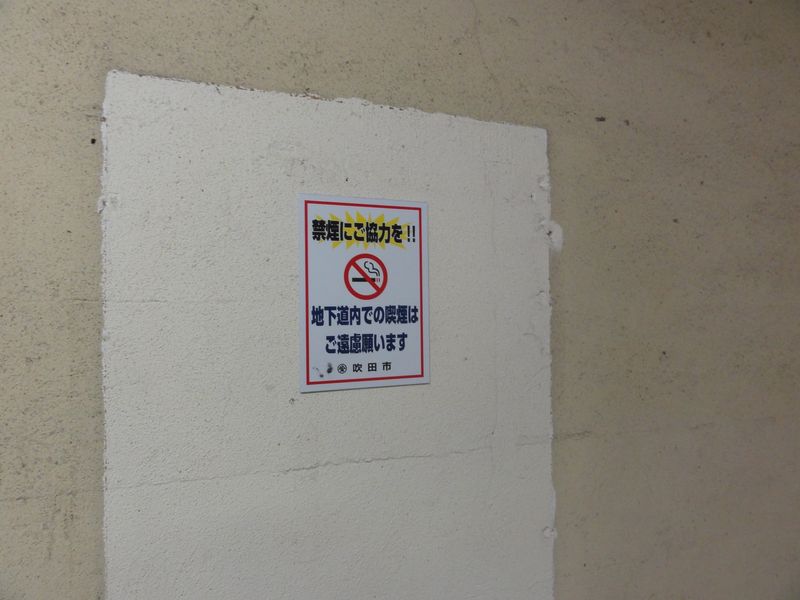 禁煙にご協力を!!
地下道内での喫煙は
ご遠慮願います
吹田市